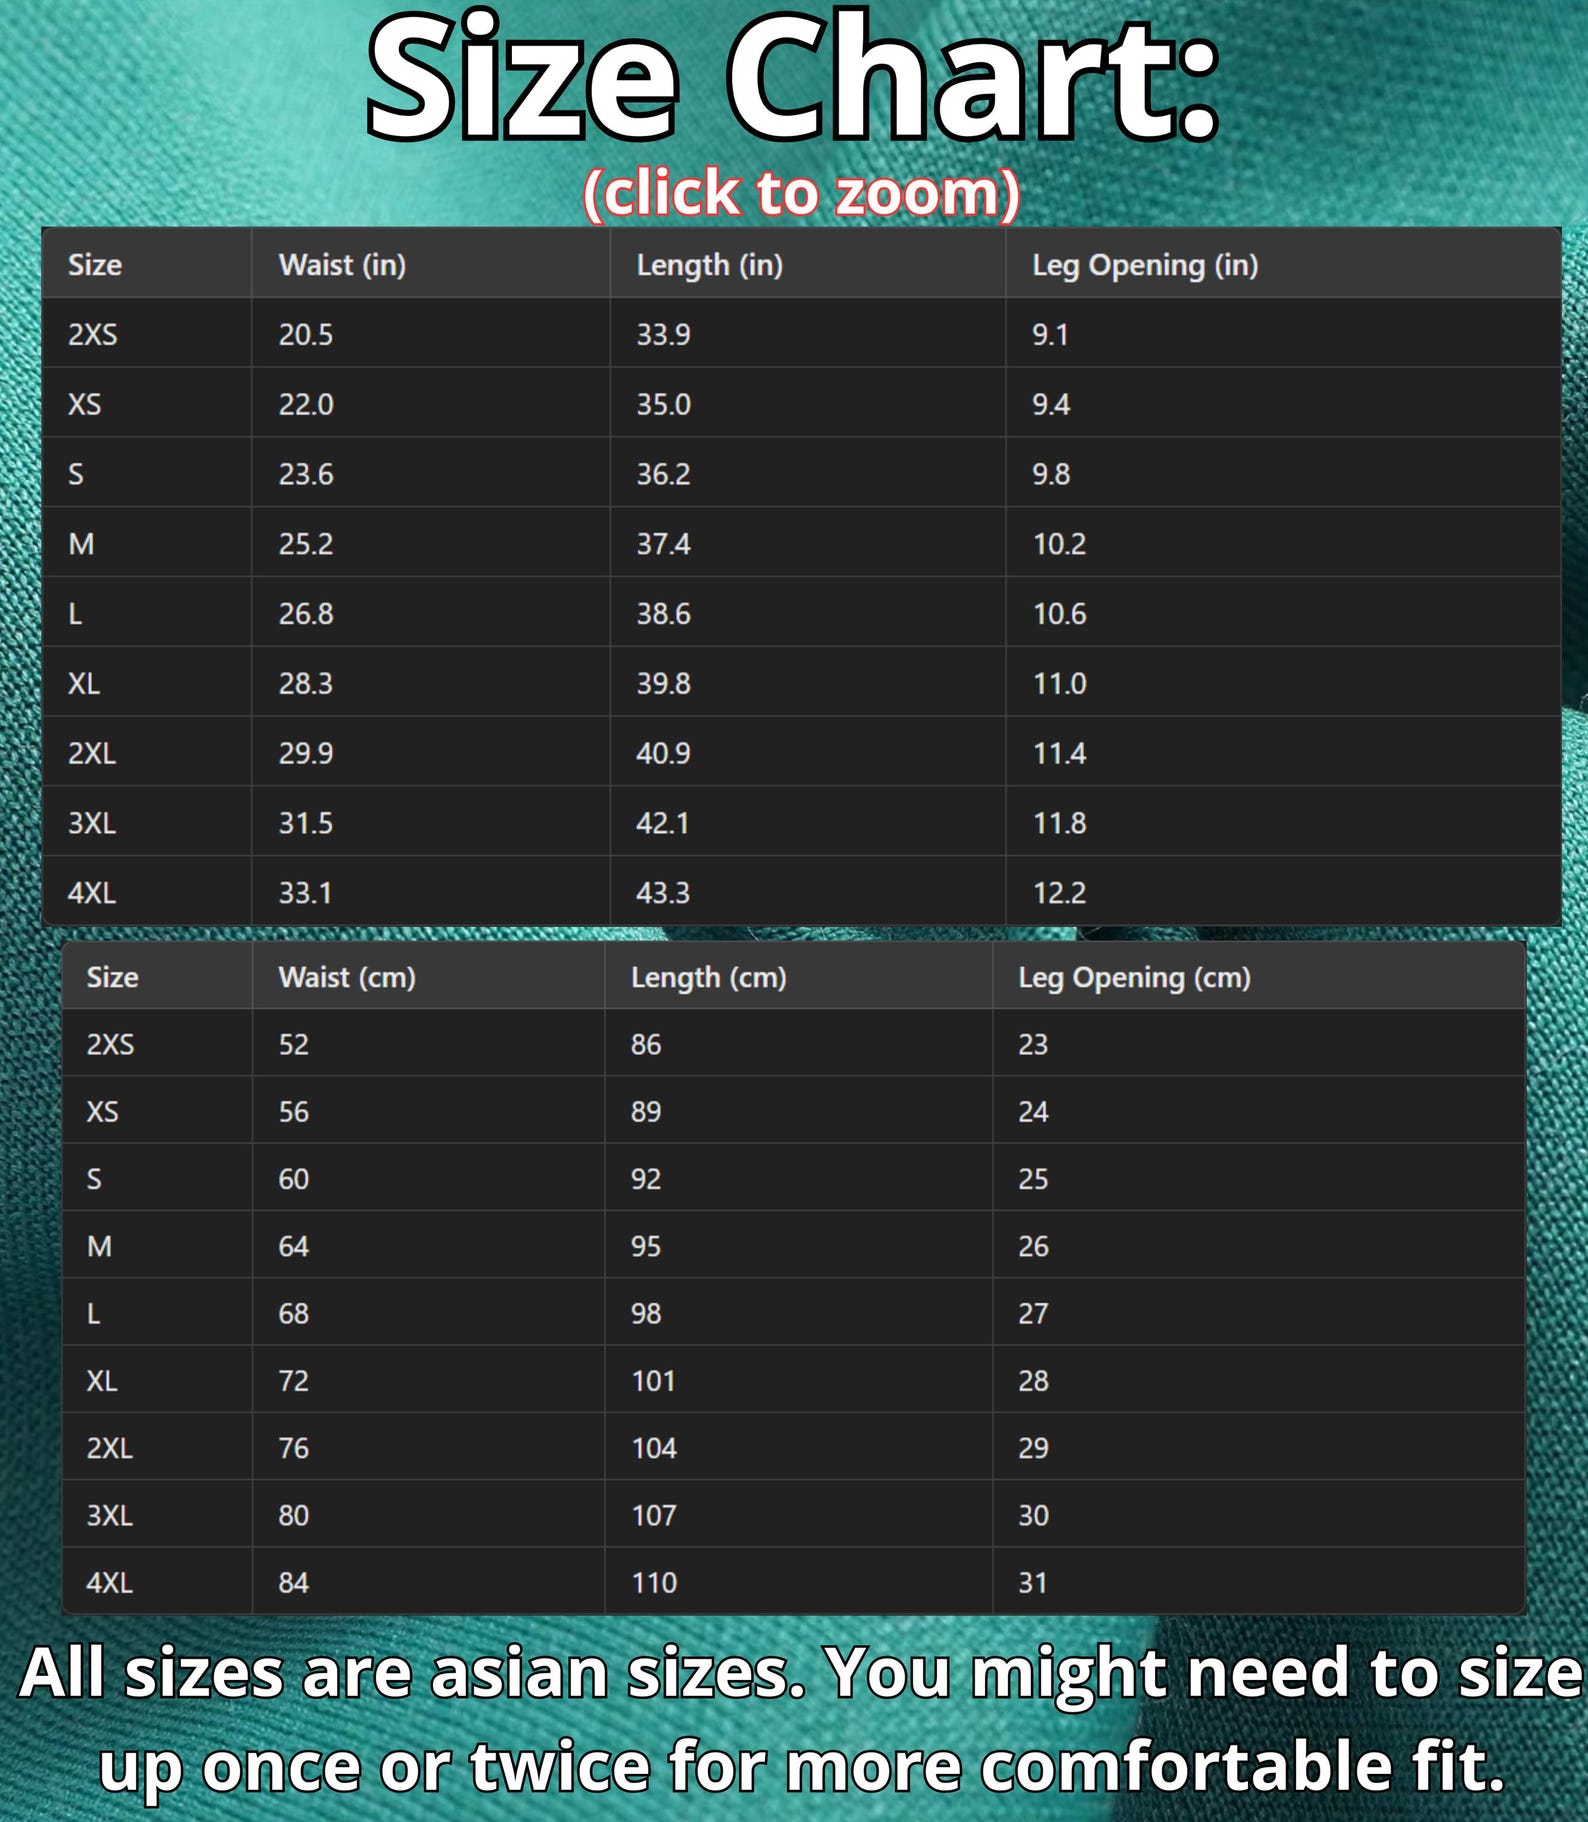 Size Chart:
(click to zoom)
Size Waist (in) Length (in) Leg Opening (in)
2XS 20.5 33.9 9.1
XS 22.0 35.0 9.4
S 23.6 36.2 9.8
M 25.2 37.4 10.2
L 26.8 38.6 10.6
XL 28.3 39.8 11.0
2XL 29.9 40.9 11.4
3XL 31.5 42.1 11.8
4XL 33.1 43.3 12.2
Size Waist (cm) Length (cm) Leg Opening (cm)
2XS 52 86 23
XS 56 89 24
S 60 92 25
M 64 95 26
L 68 98 27
XL 72 101 28
2XL 76 104 29
3XL 80 107 30
4XL 84 110 31
All sizes are asian sizes. You might need to size
up once or twice for more comfortable fit.